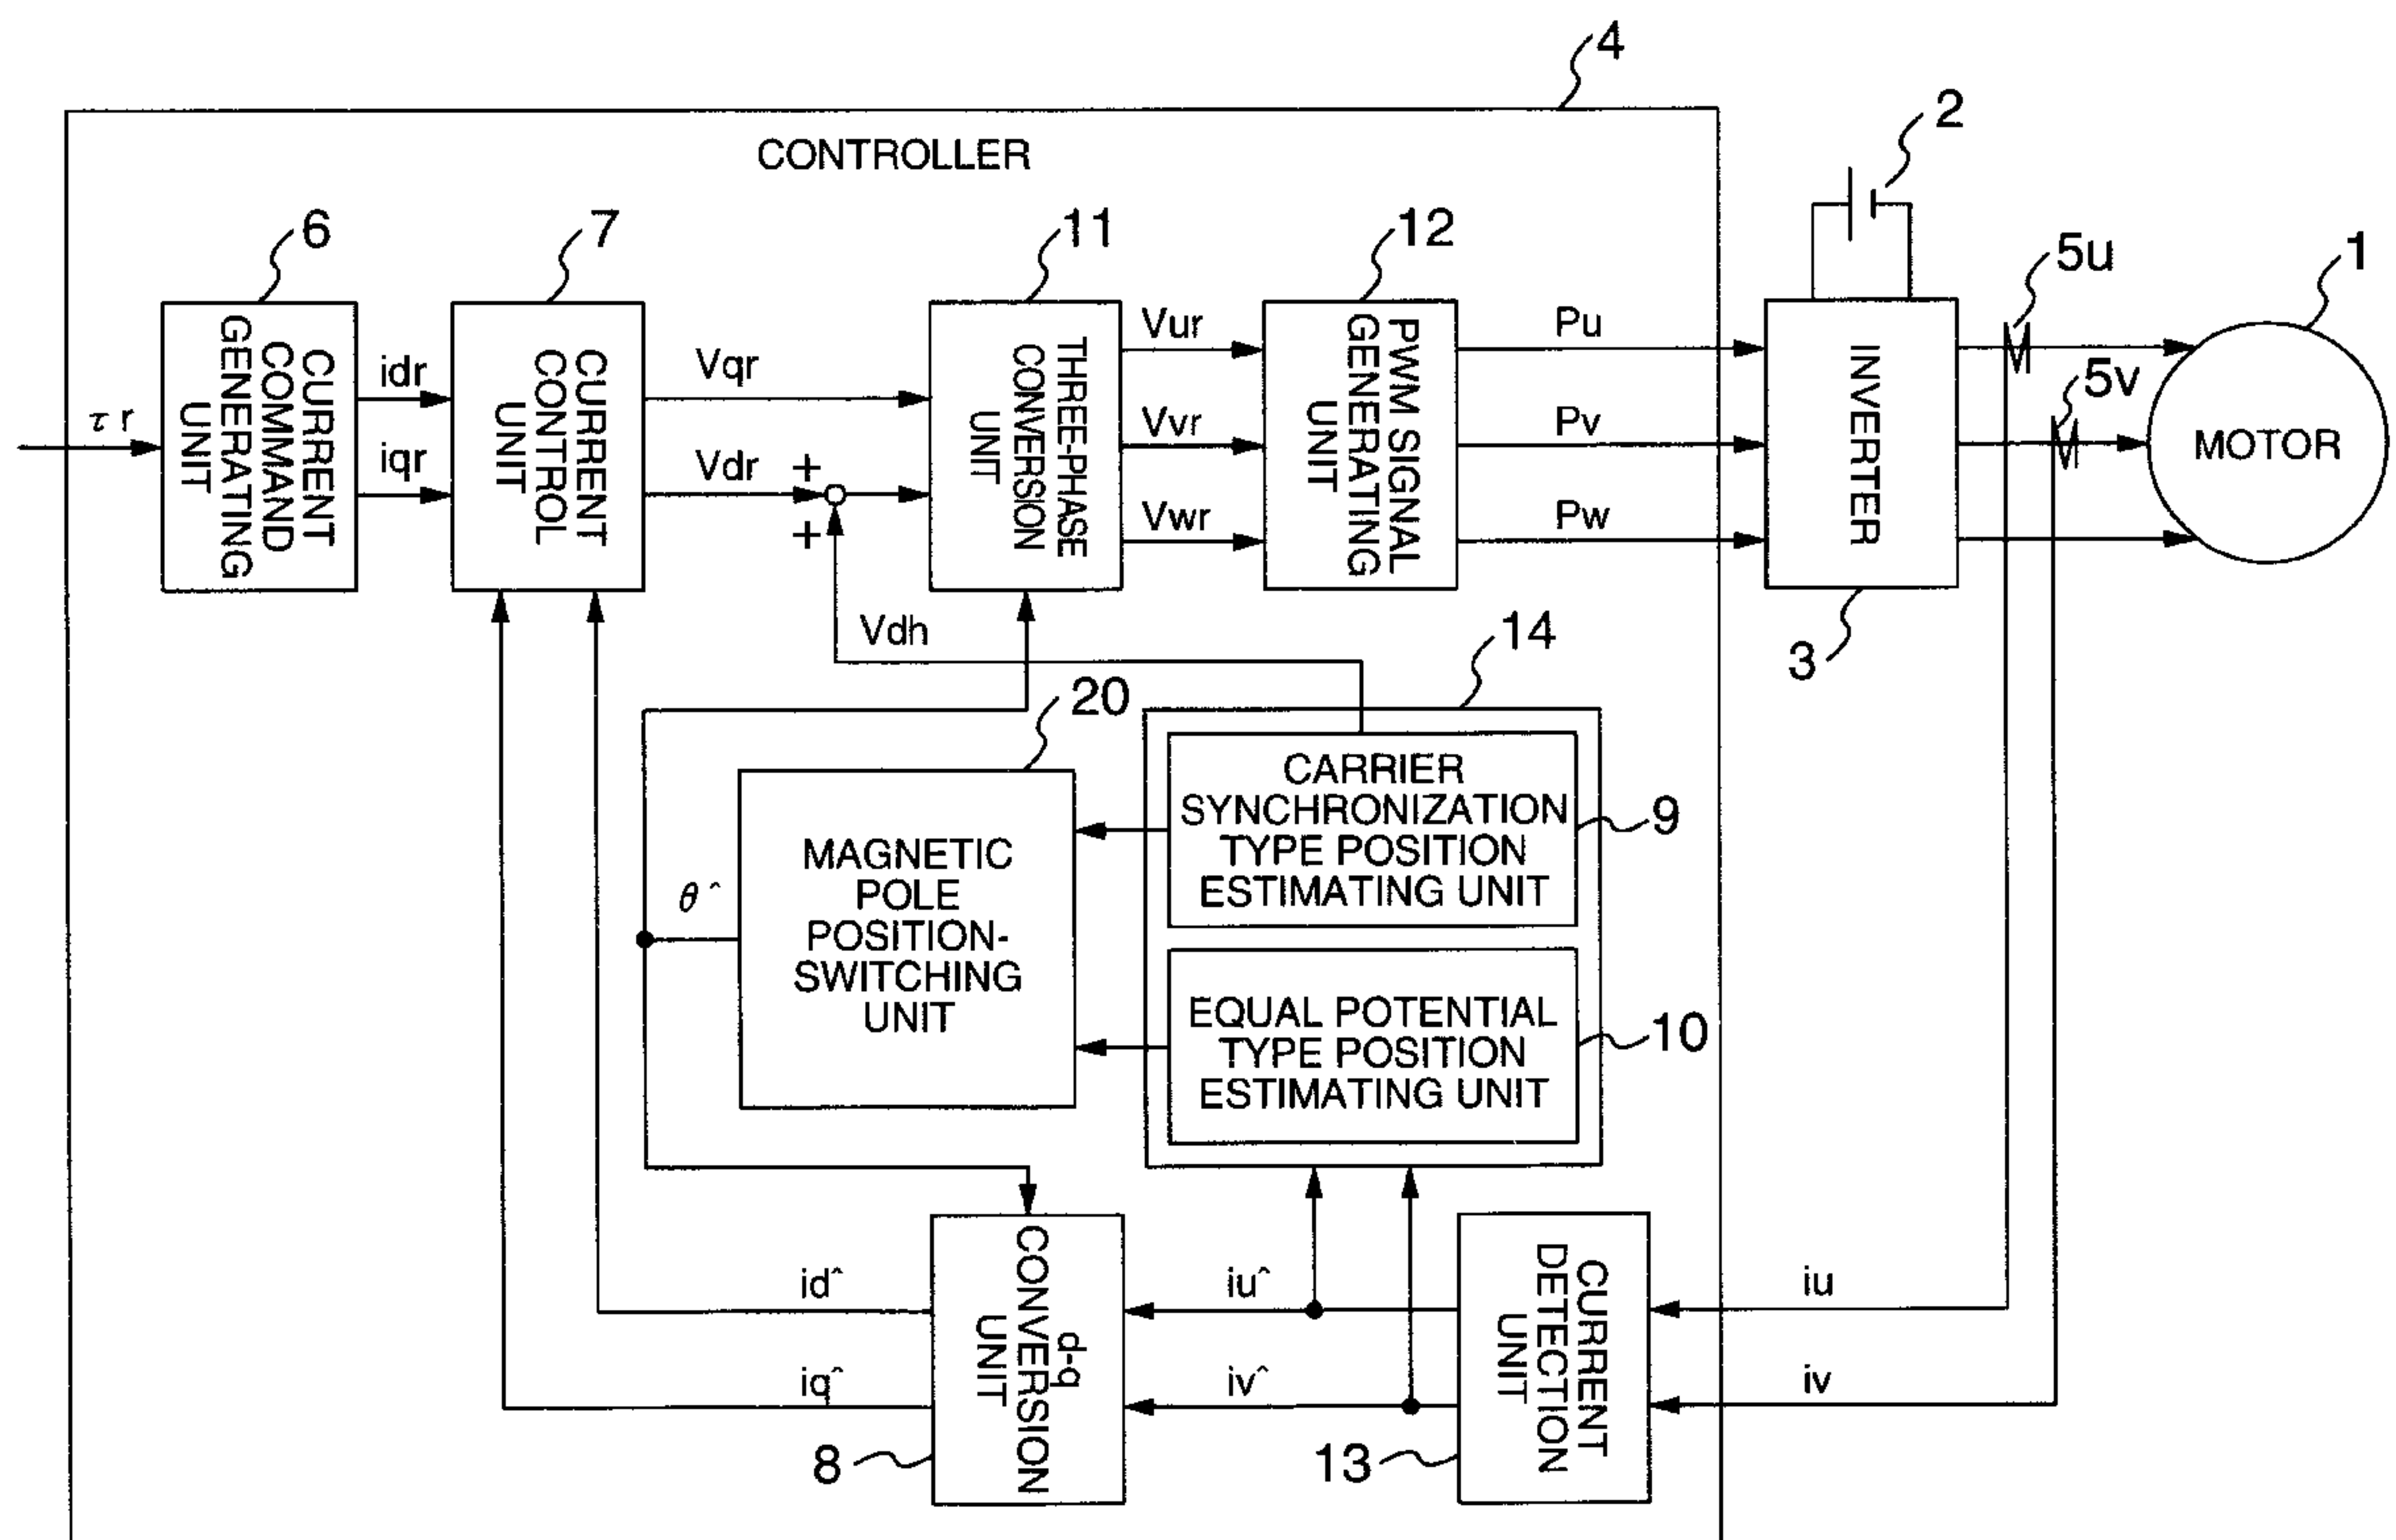 4
CONTROLLER
2
6
7
11
12
5u
1
CURRENT
COMMAND
GENERATING
UNIT
CURRENT
CONTROL
UNIT
THREE-PHASE
CONVERSION
UNIT
PWM SIGNAL
GENERATING
UNIT
INVERTER
MOTOR
5v
τr
idr
iqr
Vqr
Vdr
+
+
Vur
Vvr
Vwr
Pu
Pv
Pw
3
Vdh
14
20
CARRIER
SYNCHRONIZATION
TYPE POSITION
ESTIMATING UNIT
9
MAGNETIC
POLE
POSITION-
SWITCHING
UNIT
θ^
EQUAL POTENTIAL
TYPE POSITION
ESTIMATING UNIT
10
d-q
CONVERSION
UNIT
CURRENT
DETECTION
UNIT
id^
iq^
iu^
iv^
iu
iv
8
13